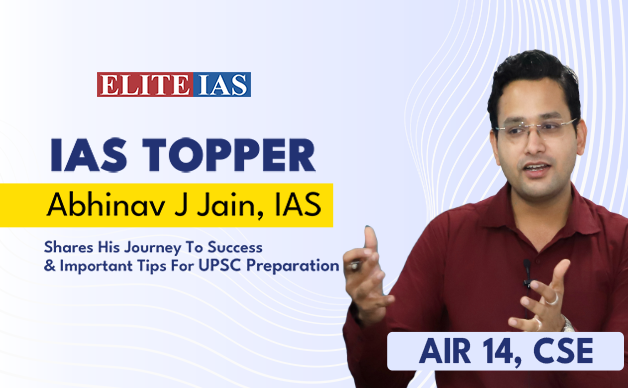 ELITE IAS
IAS TOPPER
Abhinav J Jain, IAS
Shares His Journey To Success
& Important Tips For UPSC Preparation
AIR 14, CSE